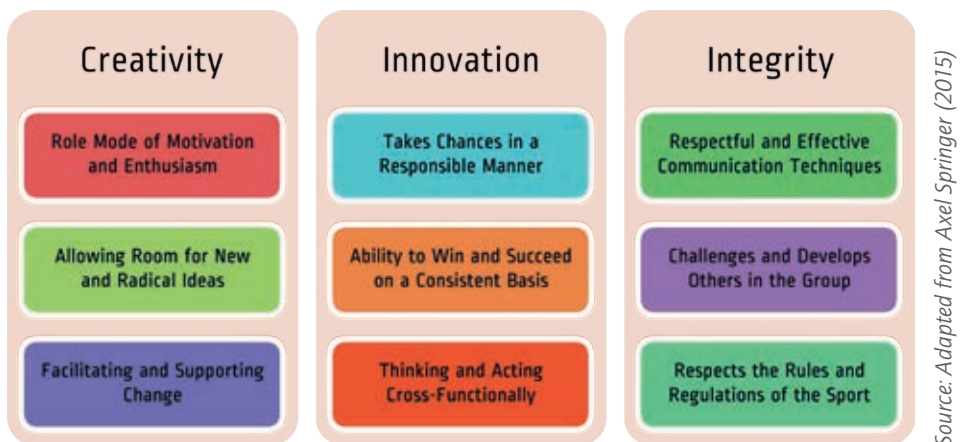 Creativity
Role Mode of Motivation
and Enthusiasm
Allowing Room for New
and Radical Ideas
Facilitating and Supporting
Change
Innovation
Takes Chances in a
Responsible Manner
Ability to Win and Succeed
on a Consistent Basis
Thinking and Acting
Cross-Functionally
Integrity
Respectful and Effective
Communication Techniques
Challenges and Develops
Others in the Group
Respects the Rules and
Regulations of the Sport
Source: Adapted from Axel Springer (2015)